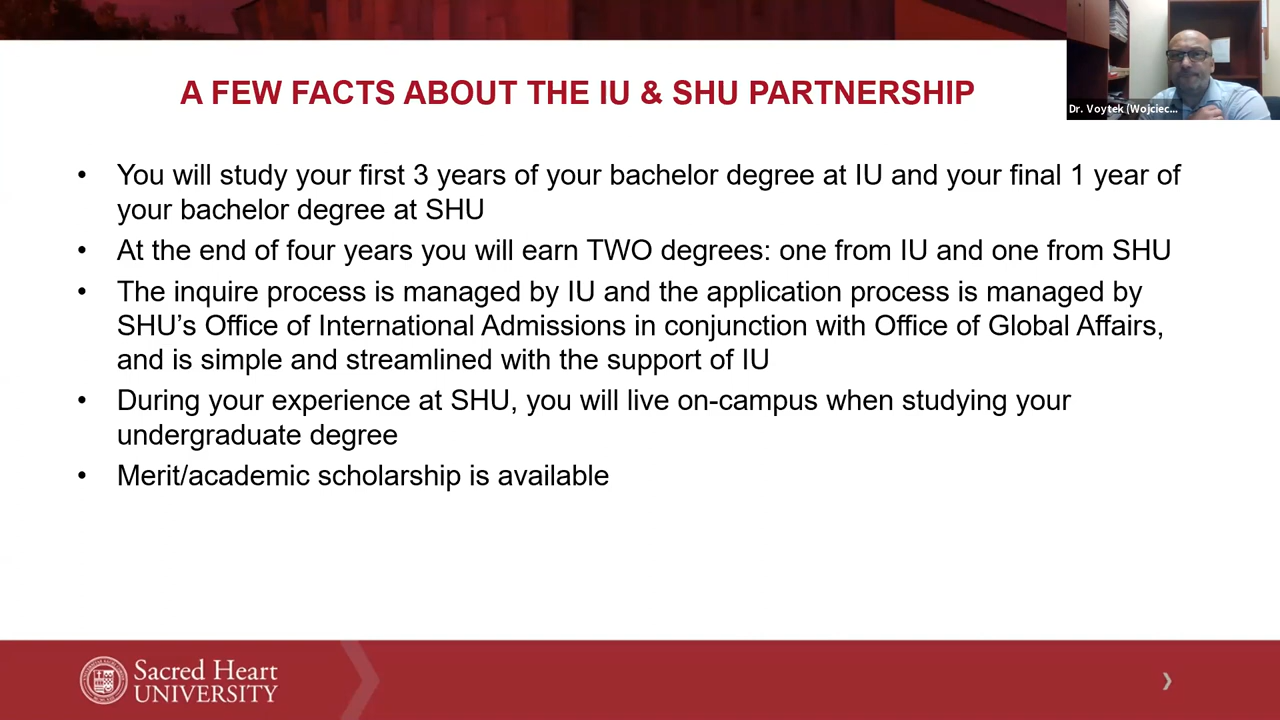 A FEW FACTS ABOUT THE IU & SHU PARTNERSHIP
Dr. Voytek (Wojciec...
• You will study your first 3 years of your bachelor degree at IU and your final 1 year of
your bachelor degree at SHU
• At the end of four years you will earn TWO degrees: one from IU and one from SHU
• The inquire process is managed by IU and the application process is managed by
SHU’s Office of International Admissions in conjunction with Office of Global Affairs,
and is simple and streamlined with the support of IU
• During your experience at SHU, you will live on-campus when studying your
undergraduate degree
• Merit/academic scholarship is available
Sacred Heart
UNIVERSITY